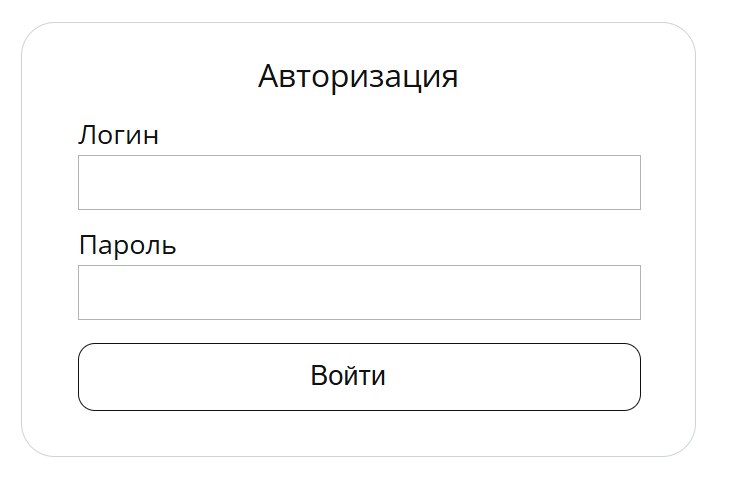 Авторизация
Логин
Пароль
Войти